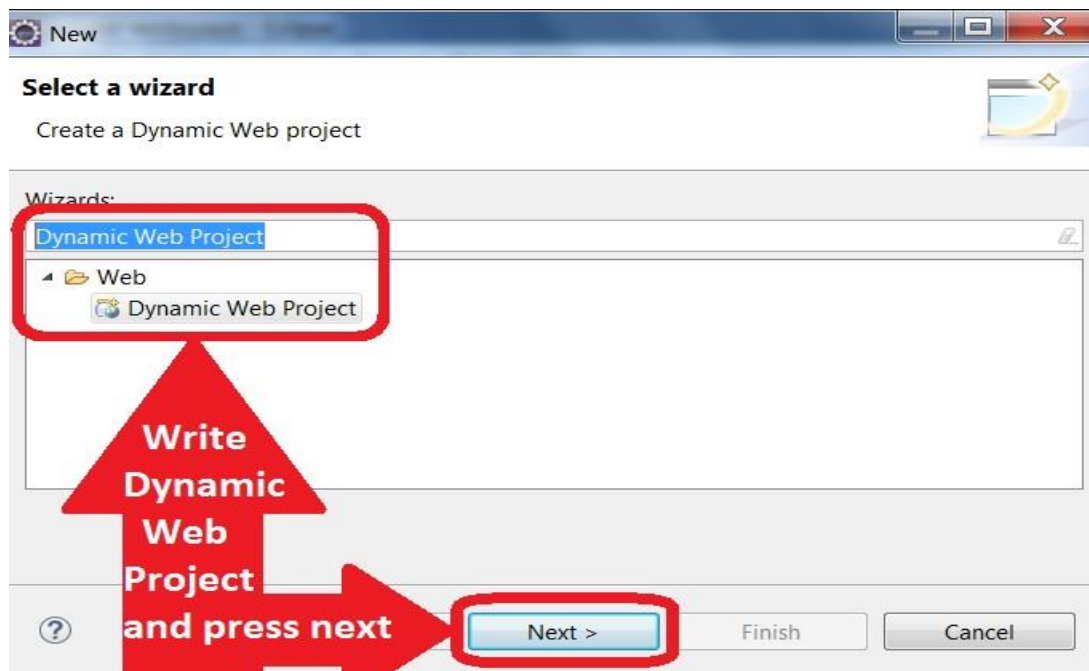 New
Select a wizard
Create a Dynamic Web project
Wizards:
Dynamic Web Project
Web
Dynamic Web Project
Write
Dynamic
Web
Project
and press next
?
Next >
Finish
Cancel